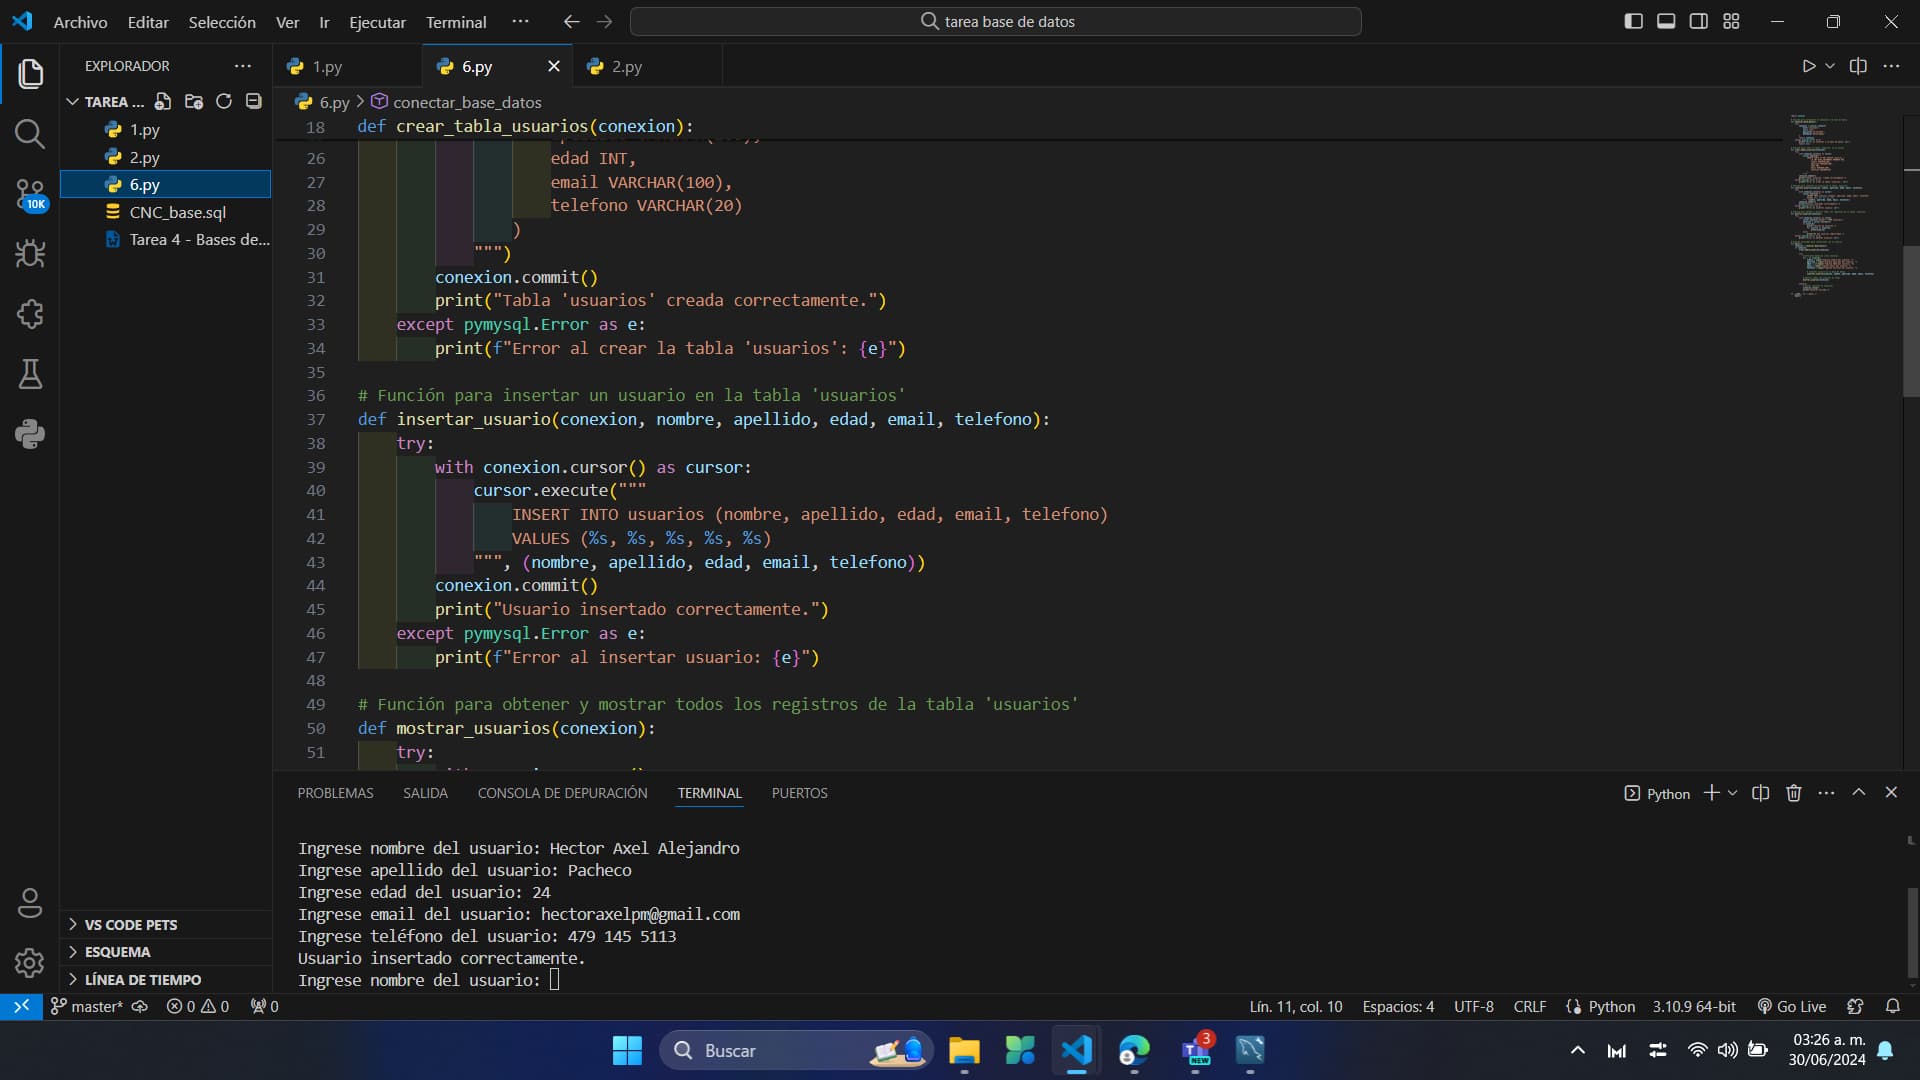 Archivo Editar Selección Ver Ir Ejecutar Terminal ··· tarea base de datos
EXPLORADOR ···
1.py 6.py 2.py
TAREA ...
6.py > conectar_base_datos
1.py
2.py
6.py
CNC_base.sql
Tarea 4 - Bases de...
10K
18 def crear_tabla_usuarios(conexion):
26 edad INT,
27 email VARCHAR(100),
28 telefono VARCHAR(20)
29 )
30 """)
31 conexion.commit()
32 print("Tabla 'usuarios' creada correctamente.")
33 except pymysql.Error as e:
34 print(f"Error al crear la tabla 'usuarios': {e}")
35
36 # Función para insertar un usuario en la tabla 'usuarios'
37 def insertar_usuario(conexion, nombre, apellido, edad, email, telefono):
38 try:
39 with conexion.cursor() as cursor:
40 cursor.execute("""
41 INSERT INTO usuarios (nombre, apellido, edad, email, telefono)
42 VALUES (%s, %s, %s, %s, %s)
43 """, (nombre, apellido, edad, email, telefono))
44 conexion.commit()
45 print("Usuario insertado correctamente.")
46 except pymysql.Error as e:
47 print(f"Error al insertar usuario: {e}")
48
49 # Función para obtener y mostrar todos los registros de la tabla 'usuarios'
50 def mostrar_usuarios(conexion):
51 try:
PROBLEMAS SALIDA CONSOLA DE DEPURACIÓN TERMINAL PUERTOS
Python
Ingrese nombre del usuario: Hector Axel Alejandro
Ingrese apellido del usuario: Pacheco
Ingrese edad del usuario: 24
Ingrese email del usuario: hectoraxelpm@gmail.com
Ingrese teléfono del usuario: 479 145 5113
Usuario insertado correctamente.
Ingrese nombre del usuario:
VS CODE PETS
ESQUEMA
LÍNEA DE TIEMPO
master* 0 0 0 Lín. 11, col. 10 Espacios: 4 UTF-8 CRLF Python 3.10.9 64-bit Go Live
Buscar
3
NEW
03:26 a. m.
30/06/2024